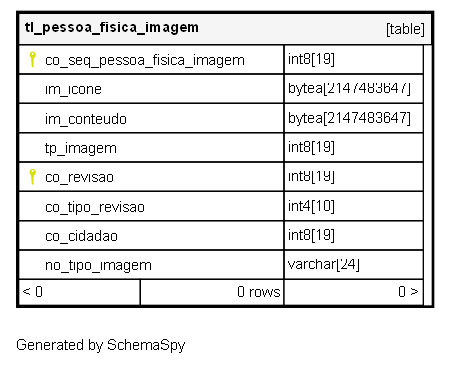 tl_pessoa_fisica_imagem [table]
co_seq_pessoa_fisica_imagem int8[19]
im_icone bytea[2147483647]
im_conteudo bytea[2147483647]
tp_imagem int8[19]
co_revisao int8[19]
co_tipo_revisao int4[10]
co_cidadao int8[19]
no_tipo_imagem varchar[24]
< 0 0 rows 0 >
Generated by SchemaSpy